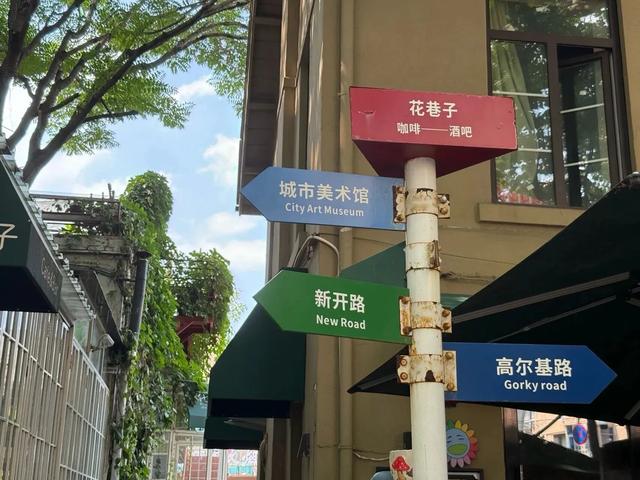 花巷子
咖啡——酒吧
城市美术馆
City Art Museum
新开路
New Road
高尔基路
Gorky road
子